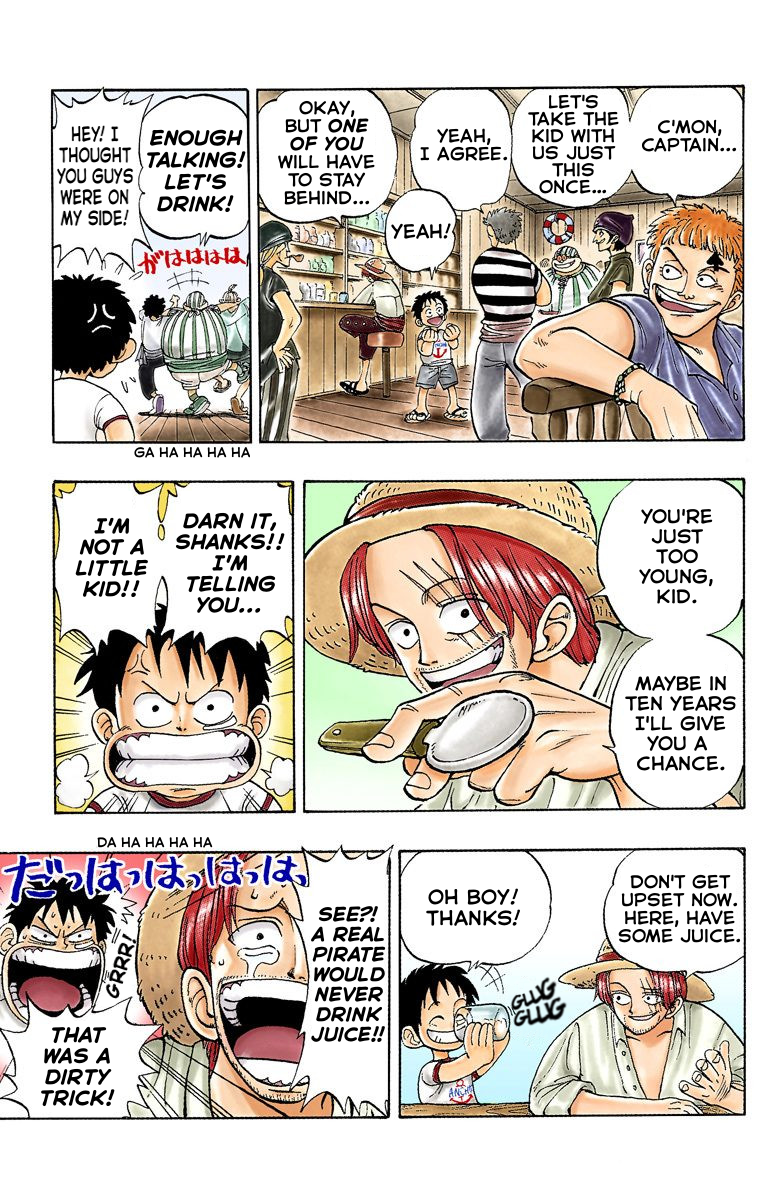 C'MON,
CAPTAIN...
LET'S
TAKE THE
KID WITH
US JUST
THIS
ONCE...
YEAH,
I AGREE.
OKAY,
BUT ONE
OF YOU
WILL HAVE
TO STAY
BEHIND...
YEAH!
ENOUGH
TALKING!
LET'S
DRINK!
HEY! I
THOUGHT
YOU GUYS
WERE ON
MY SIDE!
がはははは
GA HA HA HA HA
YOU'RE
JUST
TOO
YOUNG,
KID.
MAYBE IN
TEN YEARS
I'LL GIVE
YOU A
CHANCE.
DARN IT,
SHANKS!!
I'M
TELLING
YOU...
I'M
NOT A
LITTLE
KID!!
DON'T GET
UPSET NOW.
HERE, HAVE
SOME JUICE.
OH BOY!
THANKS!
GLUG
GLUG
ANCHO
DA HA HA HA HA
だっはっはっはっはっ
SEE?!
A REAL
PIRATE
WOULD
NEVER
DRINK
JUICE!!
GRRR!
THAT
WAS A
DIRTY
TRICK!